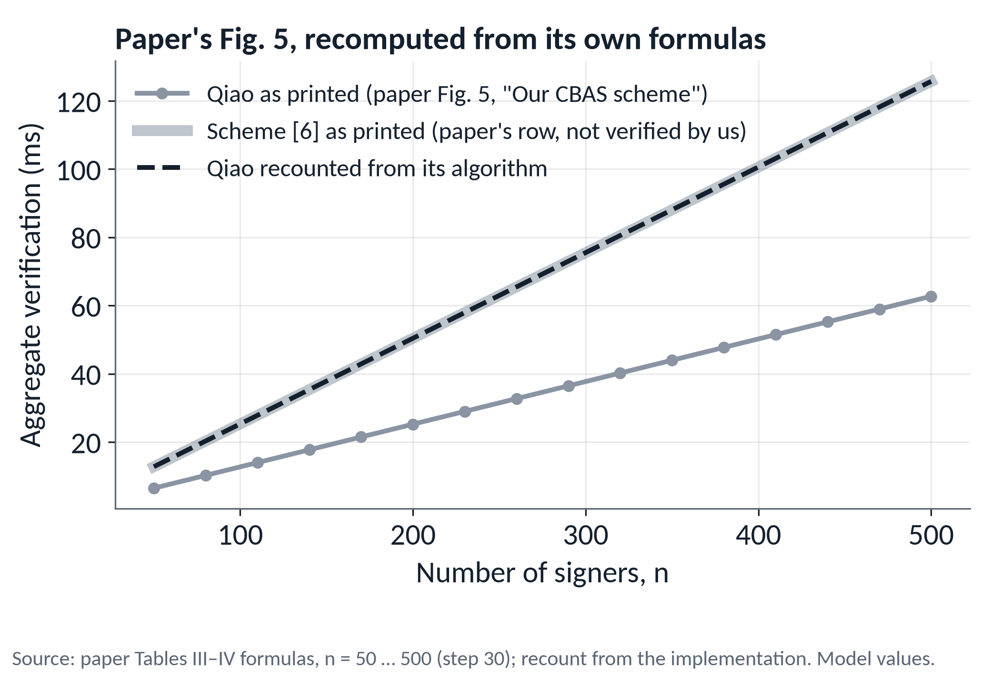 Paper's Fig. 5, recomputed from its own formulas
Qiao as printed (paper Fig. 5, "Our CBAS scheme")
Scheme [6] as printed (paper's row, not verified by us)
Qiao recounted from its algorithm
Aggregate verification (ms)
120
100
80
60
40
20
100 200 300 400 500
Number of signers, n
Source: paper Tables III–IV formulas, n = 50 … 500 (step 30); recount from the implementation. Model values.